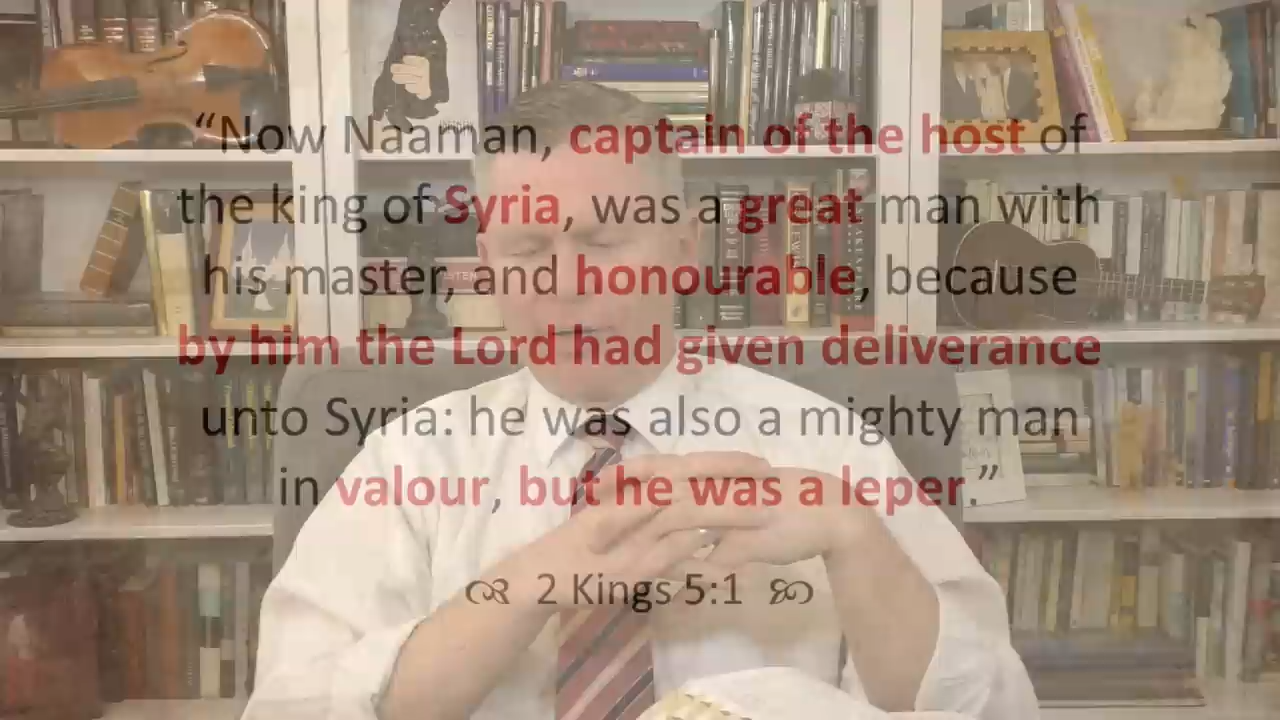 “Now Naaman, captain of the host of
the king of Syria, was a great man with
his master, and honourable, because
by him the Lord had given deliverance
unto Syria: he was also a mighty man
in valour, but he was a leper.”
2 Kings 5:1